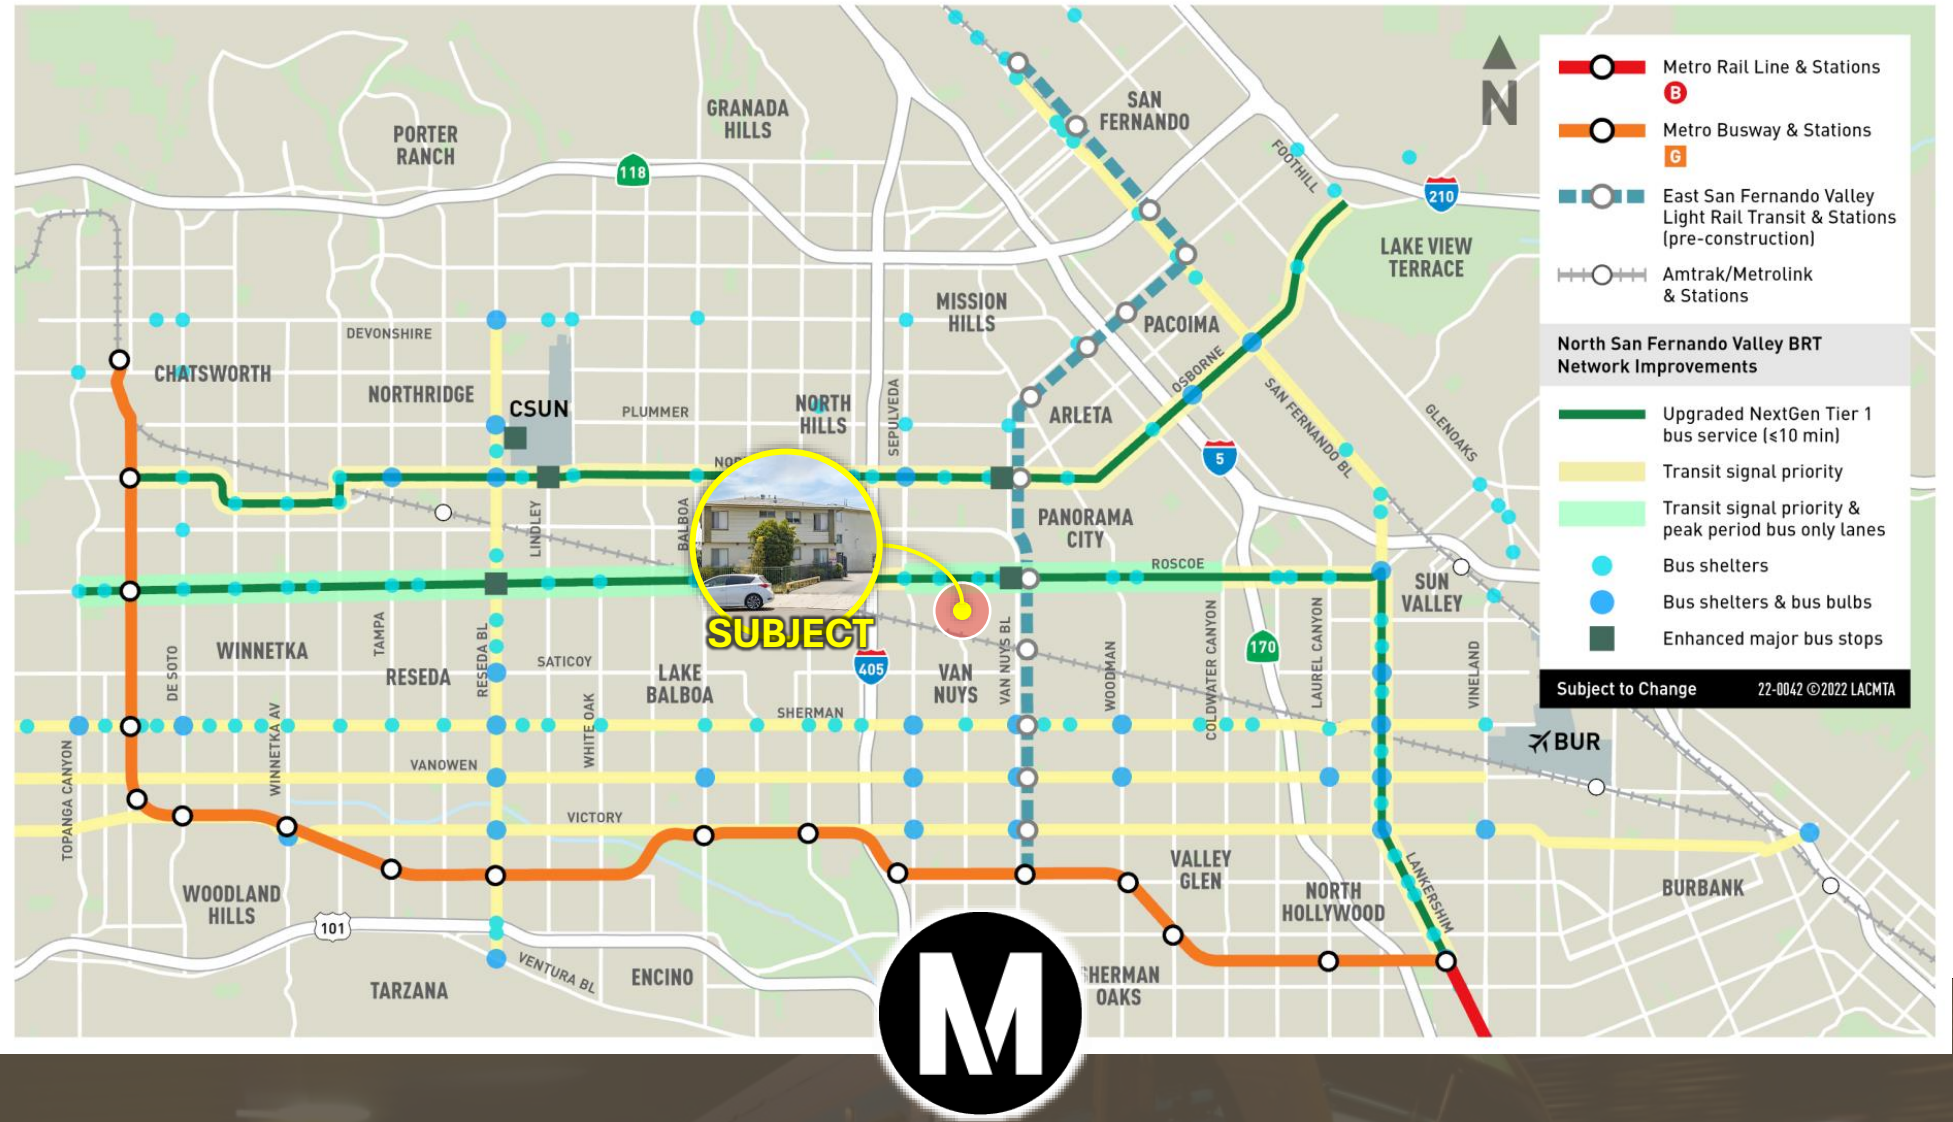 PORTER
RANCH
GRANADA
HILLS
118
SAN
FERNANDO
FOOTHILL
210
LAKE VIEW
TERRACE
N
MISSION
HILLS
PACOIMA
DEVONSHIRE
CHATSWORTH
NORTHRIDGE
CSUN
PLUMMER
NORTH
HILLS
SEPULVEDA
ARLETA
OSBORNE
SAN FERNANDO BL
GLENOAKS
5
NOR
LINDLEY
BALBOA
PANORAMA
CITY
ROSCOE
SUN
VALLEY
SUBJECT
WINNETKA
DE SOTO
TAMPA
RESEDA
RESEDA BL
SATICOY
LAKE
BALBOA
405
VAN
NUYS
VAN NUYS BL
WOODMAN
COLDWATER CANYON
170
LAUREL CANYON
VINELAND
SHERMAN
WHITE OAK
WINNETKA AV
TOPANGA CANYON
VANOWEN
VICTORY
BUR
WOODLAND
HILLS
101
TARZANA
VENTURA BL
ENCINO
VALLEY
GLEN
NORTH
HOLLYWOOD
LANKERSHIM
BURBANK
HERMAN
OAKS
M
Metro Rail Line & Stations
B
Metro Busway & Stations
G
East San Fernando Valley
Light Rail Transit & Stations
(pre-construction)
Amtrak/Metrolink
& Stations
North San Fernando Valley BRT
Network Improvements
Upgraded NextGen Tier 1
bus service (≤10 min)
Transit signal priority
Transit signal priority &
peak period bus only lanes
Bus shelters
Bus shelters & bus bulbs
Enhanced major bus stops
Subject to Change 22-0042 ©2022 LACMTA